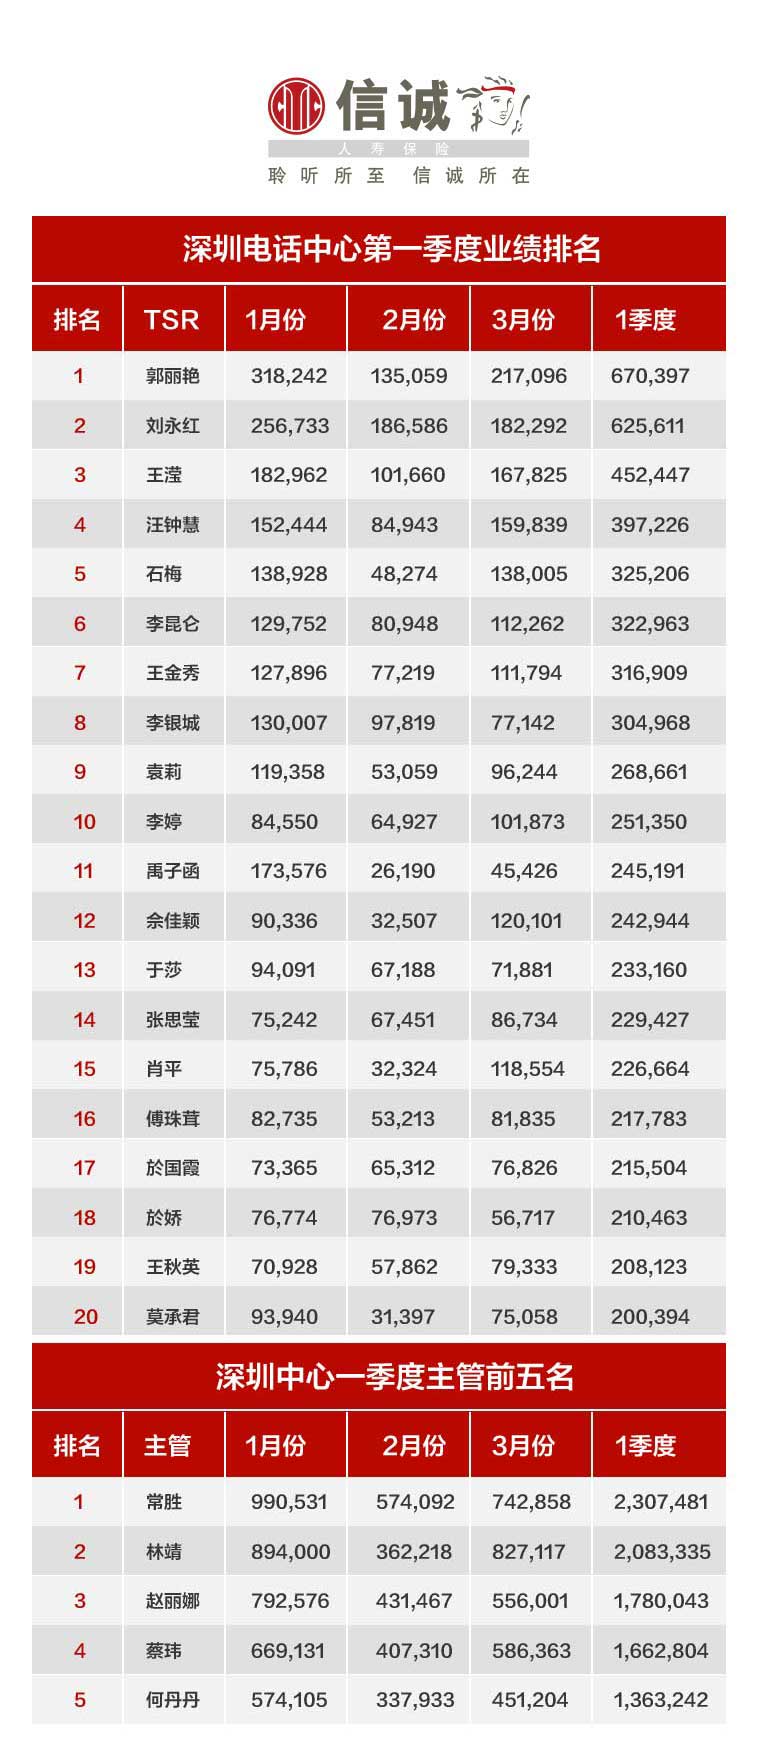 信诚
人寿保险
聆听所至 信诚所在
深圳电话中心第一季度业绩排名
排名 TSR 1月份 2月份 3月份 1季度
1 郭丽艳 318,242 135,059 217,096 670,397
2 刘永红 256,733 186,586 182,292 625,611
3 王滢 182,962 101,660 167,825 452,447
4 汪钟慧 152,444 84,943 159,839 397,226
5 石梅 138,928 48,274 138,005 325,206
6 李昆仑 129,752 80,948 112,262 322,963
7 王金秀 127,896 77,219 111,794 316,909
8 李银城 130,007 97,819 77,142 304,968
9 袁莉 119,358 53,059 96,244 268,661
10 李婷 84,550 64,927 101,873 251,350
11 禹子函 173,576 26,190 45,426 245,191
12 佘佳颖 90,336 32,507 120,101 242,944
13 于莎 94,091 67,188 71,881 233,160
14 张思莹 75,242 67,451 86,734 229,427
15 肖平 75,786 32,324 118,554 226,664
16 傅珠茸 82,735 53,213 81,835 217,783
17 於国霞 73,365 65,312 76,826 215,504
18 於娇 76,774 76,973 56,717 210,463
19 王秋英 70,928 57,862 79,333 208,123
20 莫承君 93,940 31,397 75,058 200,394
深圳中心一季度主管前五名
排名 主管 1月份 2月份 3月份 1季度
1 常胜 990,531 574,092 742,858 2,307,481
2 林靖 894,000 362,218 827,117 2,083,335
3 赵丽娜 792,576 431,467 556,001 1,780,043
4 蔡玮 669,131 407,310 586,363 1,662,804
5 何丹丹 574,105 337,933 451,204 1,363,242